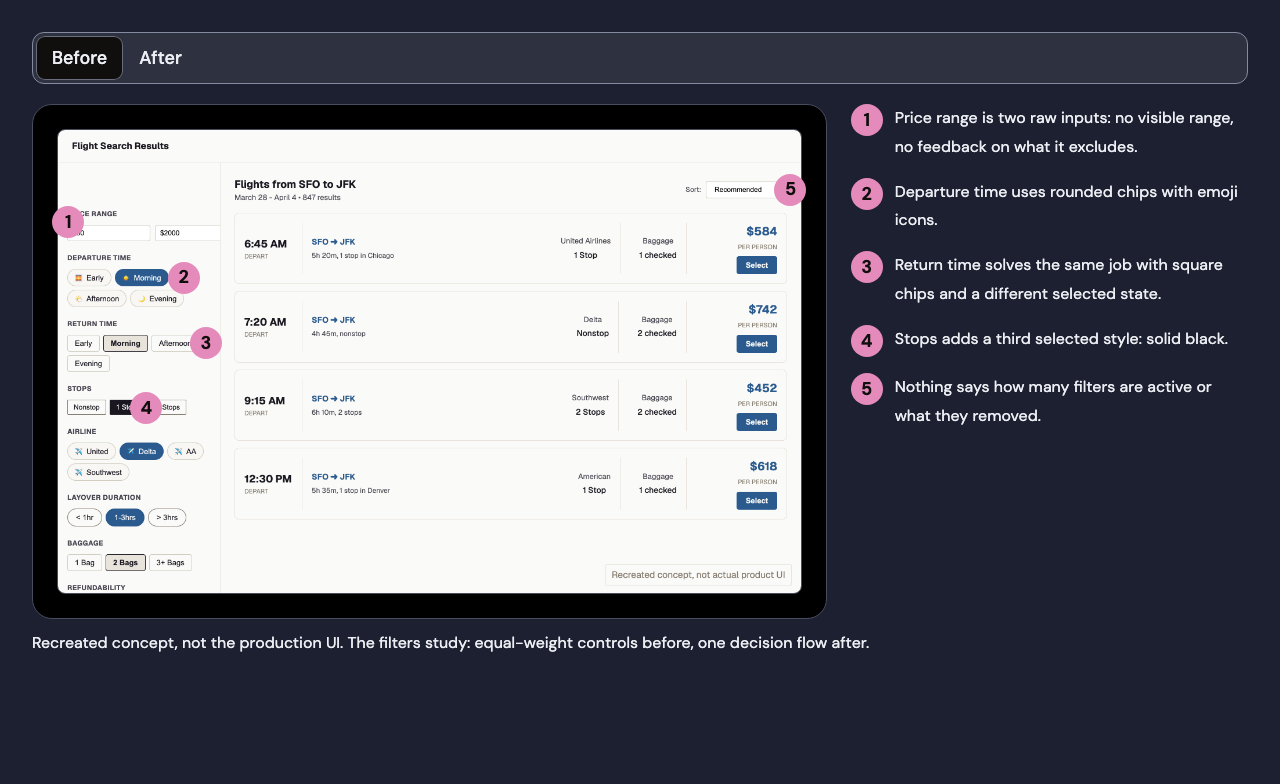 Before After
Flight Search Results
CE RANGE
$2000
DEPARTURE TIME
Early Morning
Afternoon Evening
RETURN TIME
Early Morning Afternoon
Evening
STOPS
Nonstop Stops
AIRLINE
United Delta AA
Southwest
LAYOVER DURATION
< 1hr 1-3hrs > 3hrs
BAGGAGE
1 Bag 2 Bags 3+ Bags
REFUNDABILITY
1
2
3
4
Flights from SFO to JFK
March 28 - April 4 • 847 results
Sort: Recommended
5
6:45 AM
DEPART
SFO ➔ JFK
5h 20m, 1 stop in Chicago
United Airlines
1 Stop
Baggage
1 checked
$584
PER PERSON
Select
7:20 AM
DEPART
SFO ➔ JFK
4h 45m, nonstop
Delta
Nonstop
Baggage
2 checked
$742
PER PERSON
Select
9:15 AM
DEPART
SFO ➔ JFK
6h 10m, 2 stops
Southwest
2 Stops
Baggage
2 checked
$452
PER PERSON
Select
12:30 PM
DEPART
SFO ➔ JFK
5h 35m, 1 stop in Denver
American
1 Stop
Baggage
1 checked
$618
PER PERSON
Select
Recreated concept, not actual product UI
1 Price range is two raw inputs: no visible range,
no feedback on what it excludes.
2 Departure time uses rounded chips with emoji
icons.
3 Return time solves the same job with square
chips and a different selected state.
4 Stops adds a third selected style: solid black.
5 Nothing says how many filters are active or
what they removed.
Recreated concept, not the production UI. The filters study: equal-weight controls before, one decision flow after.